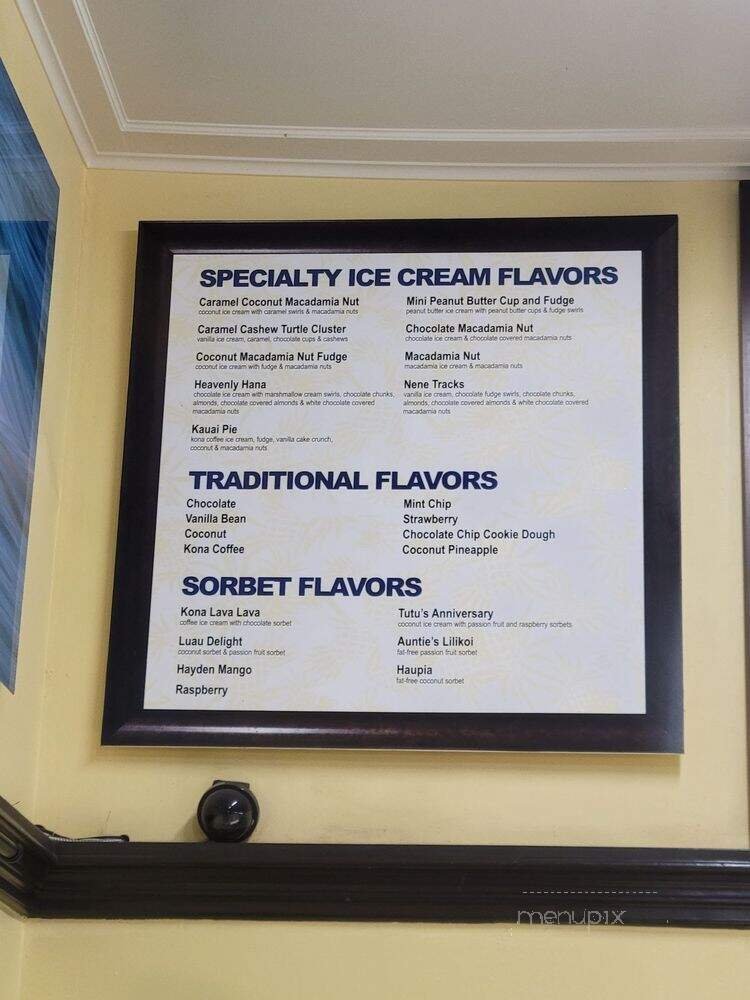 SPECIALTY ICE CREAM FLAVORS
Caramel Coconut Macadamia Nut
coconut ice cream with caramel swirls & macadamia nuts
Caramel Cashew Turtle Cluster
vanilla ice cream, caramel, chocolate cups & cashews
Coconut Macadamia Nut Fudge
coconut ice cream with fudge & macadamia nuts
Heavenly Hana
chocolate ice cream with marshmallow cream swirls, chocolate chunks,
almonds, chocolate covered almonds & white chocolate covered
macadamia nuts
Kauai Pie
kona coffee ice cream, fudge, vanilla cake crunch,
coconut & macadamia nuts
Mini Peanut Butter Cup and Fudge
peanut butter ice cream with peanut butter cups & fudge swirls
Chocolate Macadamia Nut
chocolate ice cream & chocolate covered macadamia nuts
Macadamia Nut
macadamia ice cream & macadamia nuts
Nene Tracks
vanilla ice cream, chocolate fudge swirls, chocolate chunks,
almonds, chocolate covered almonds & white chocolate covered
macadamia nuts
TRADITIONAL FLAVORS
Chocolate
Vanilla Bean
Coconut
Kona Coffee
Mint Chip
Strawberry
Chocolate Chip Cookie Dough
Coconut Pineapple
SORBET FLAVORS
Kona Lava Lava
coffee ice cream with chocolate sorbet
Luau Delight
coconut sorbet & passion fruit sorbet
Hayden Mango
Raspberry
Tutu's Anniversary
coconut ice cream with passion fruit and raspberry sorbets
Auntie's Lilikoi
fat-free passion fruit sorbet
Haupia
fat-free coconut sorbet
menupix